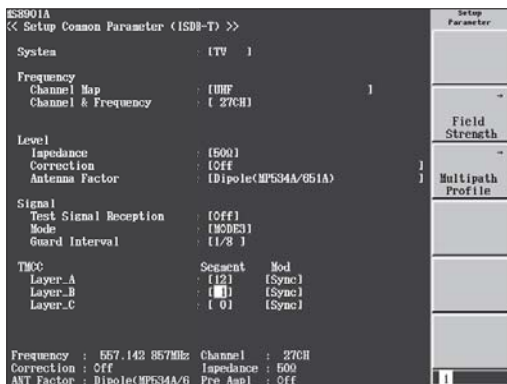 MS8901A
<< Setup Common Parameter (ISDB-T) >>
System : [TV ]
Frequency
Channel Map : [UHF ]
Channel & Frequency : [ 27CH]
Level
Impedance : [50Ω]
Correction : [Off ]
Antenna Factor : [Dipole(MP534A/651A) ]
Signal
Test Signal Reception : [Off]
Mode : [MODE3]
Guard Interval : [1/8 ]
TMCC Segment Mod
Layer_A : [12] [Sync]
Layer_B : [ 1] [Sync]
Layer_C : [ 0] [Sync]
Frequency : 557.142 857MHz Channel : 27CH
Correction : Off Impedance : 50Ω
ANT Factor : Dipole(MP534A/6 Pre Ampl : Off
Setup
Parameter
→
Field
Strength
→
Multipath
Profile
1